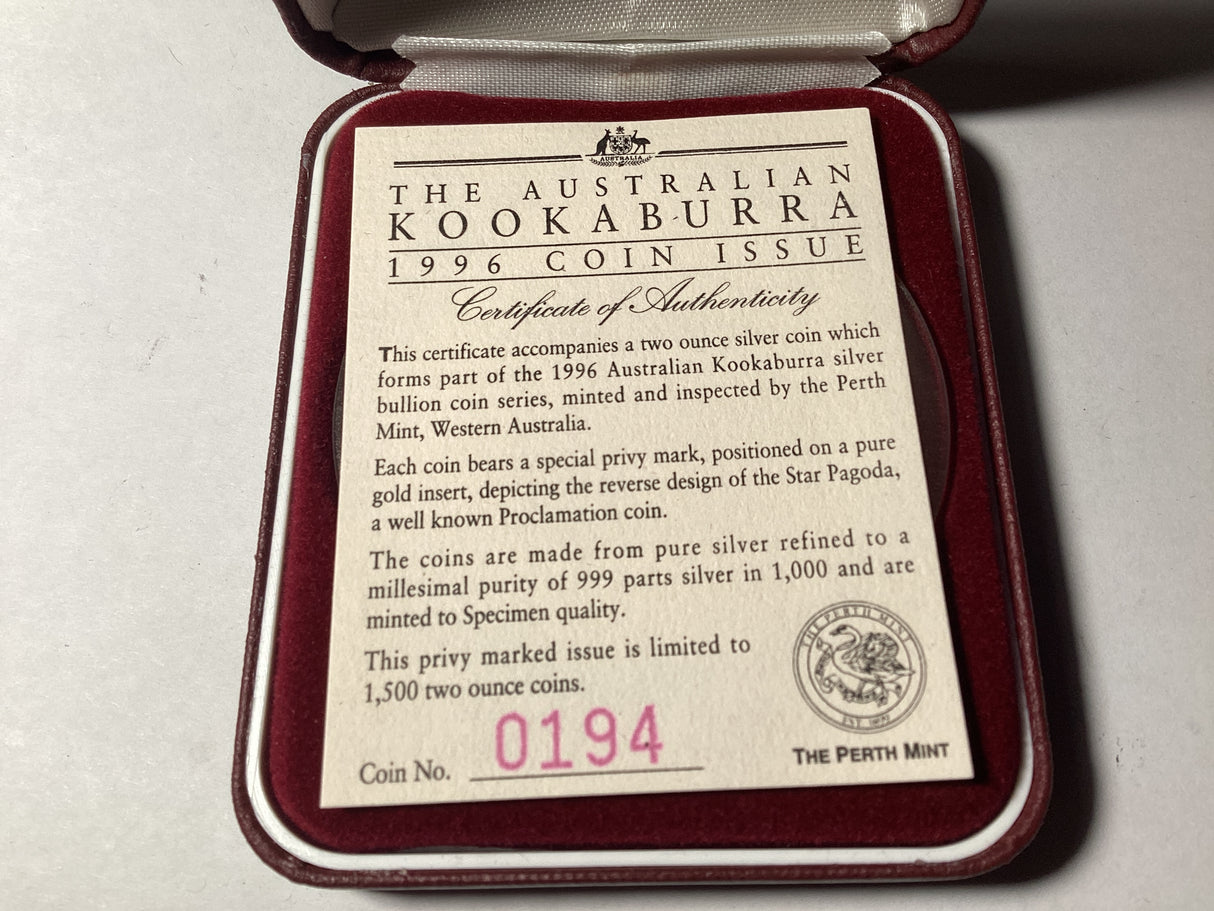 AUSTRALIA
THE AUSTRALIAN
KOOKABURRA
1996 COIN ISSUE
Certificate of Authenticity
This certificate accompanies a two ounce silver coin which
forms part of the 1996 Australian Kookaburra silver
bullion coin series, minted and inspected by the Perth
Mint, Western Australia.
Each coin bears a special privy mark, positioned on a pure
gold insert, depicting the reverse design of the Star Pagoda,
a well known Proclamation coin.
The coins are made from pure silver refined to a
millesimal purity of 999 parts silver in 1,000 and are
minted to Specimen quality.
This privy marked issue is limited to
1,500 two ounce coins.
THE PERTH MINT
Coin No. 0194
THE PERTH MINT